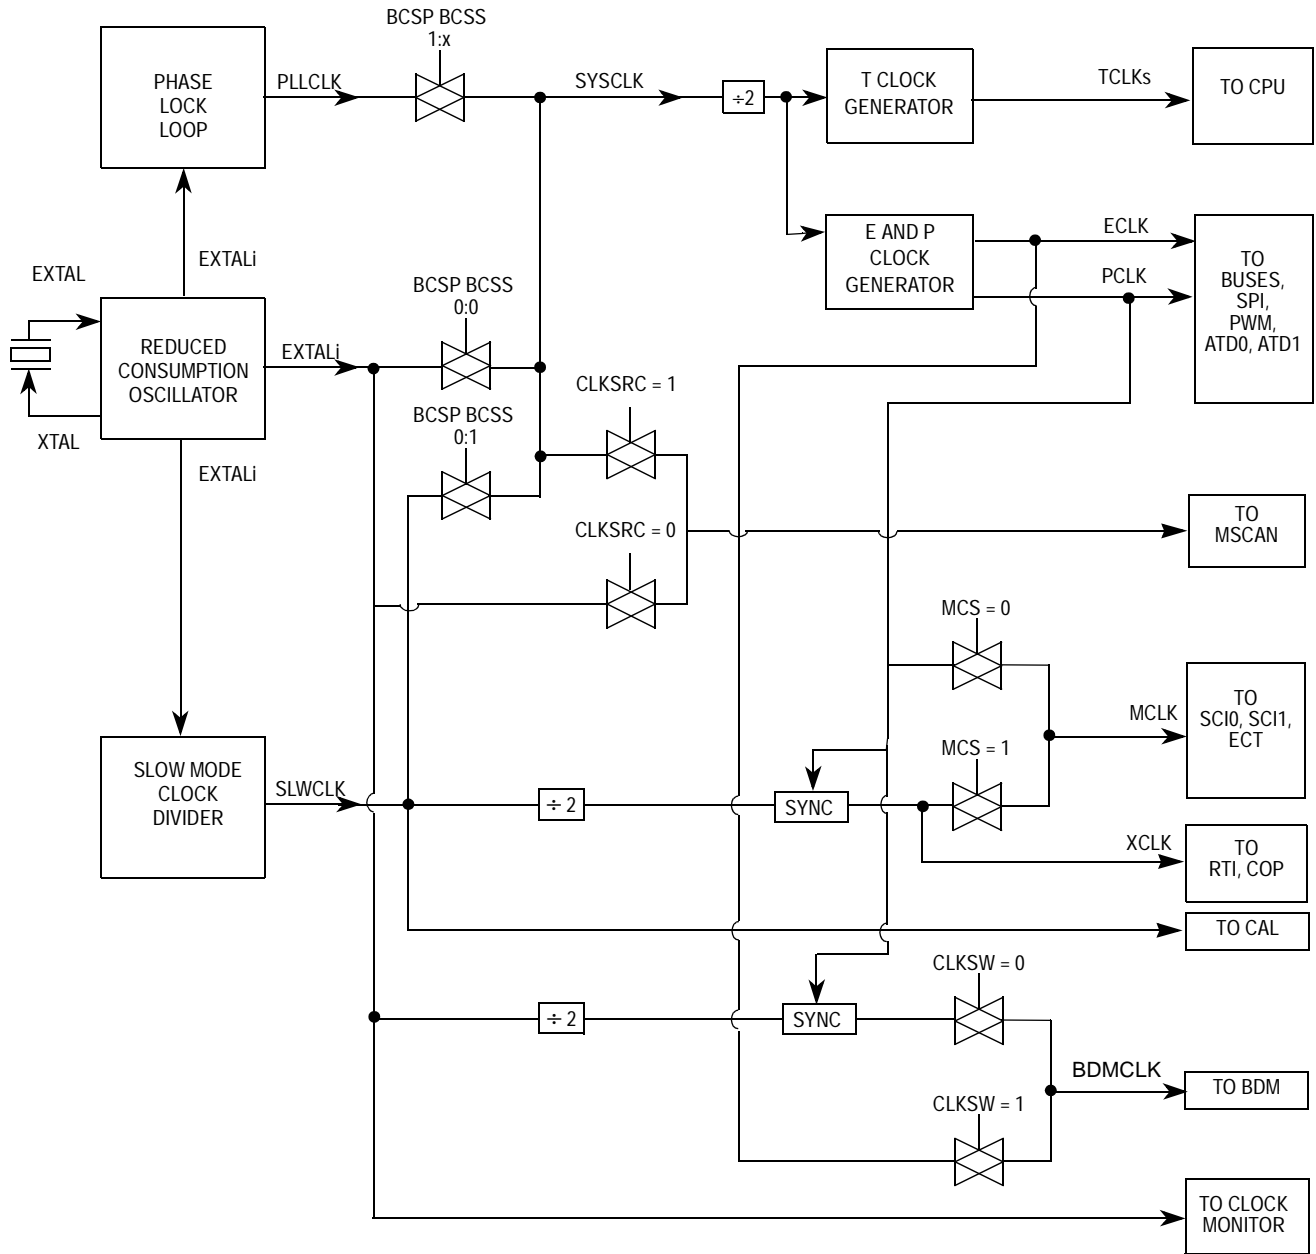 BCSP BCSS
1:x
PHASE
LOCK
LOOP
PLLCLK
SYSCLK
÷2
T CLOCK
GENERATOR
TCLKs
TO CPU
EXTALi
E AND P
CLOCK
GENERATOR
ECLK
PCLK
TO
BUSES,
SPI,
PWM,
ATD0, ATD1
EXTAL
XTAL
REDUCED
CONSUMPTION
OSCILLATOR
EXTALi
BCSP BCSS
0:0
BCSP BCSS
0:1
CLKSRC = 1
CLKSRC = 0
EXTALi
TO
MSCAN
MCS = 0
MCS = 1
MCLK
TO
SCI0, SCI1,
ECT
SLOW MODE
CLOCK
DIVIDER
SLWCLK
÷ 2
SYNC
XCLK
TO
RTI, COP
TO CAL
CLKSW = 0
÷ 2
SYNC
BDMCLK
TO BDM
CLKSW = 1
TO CLOCK
MONITOR